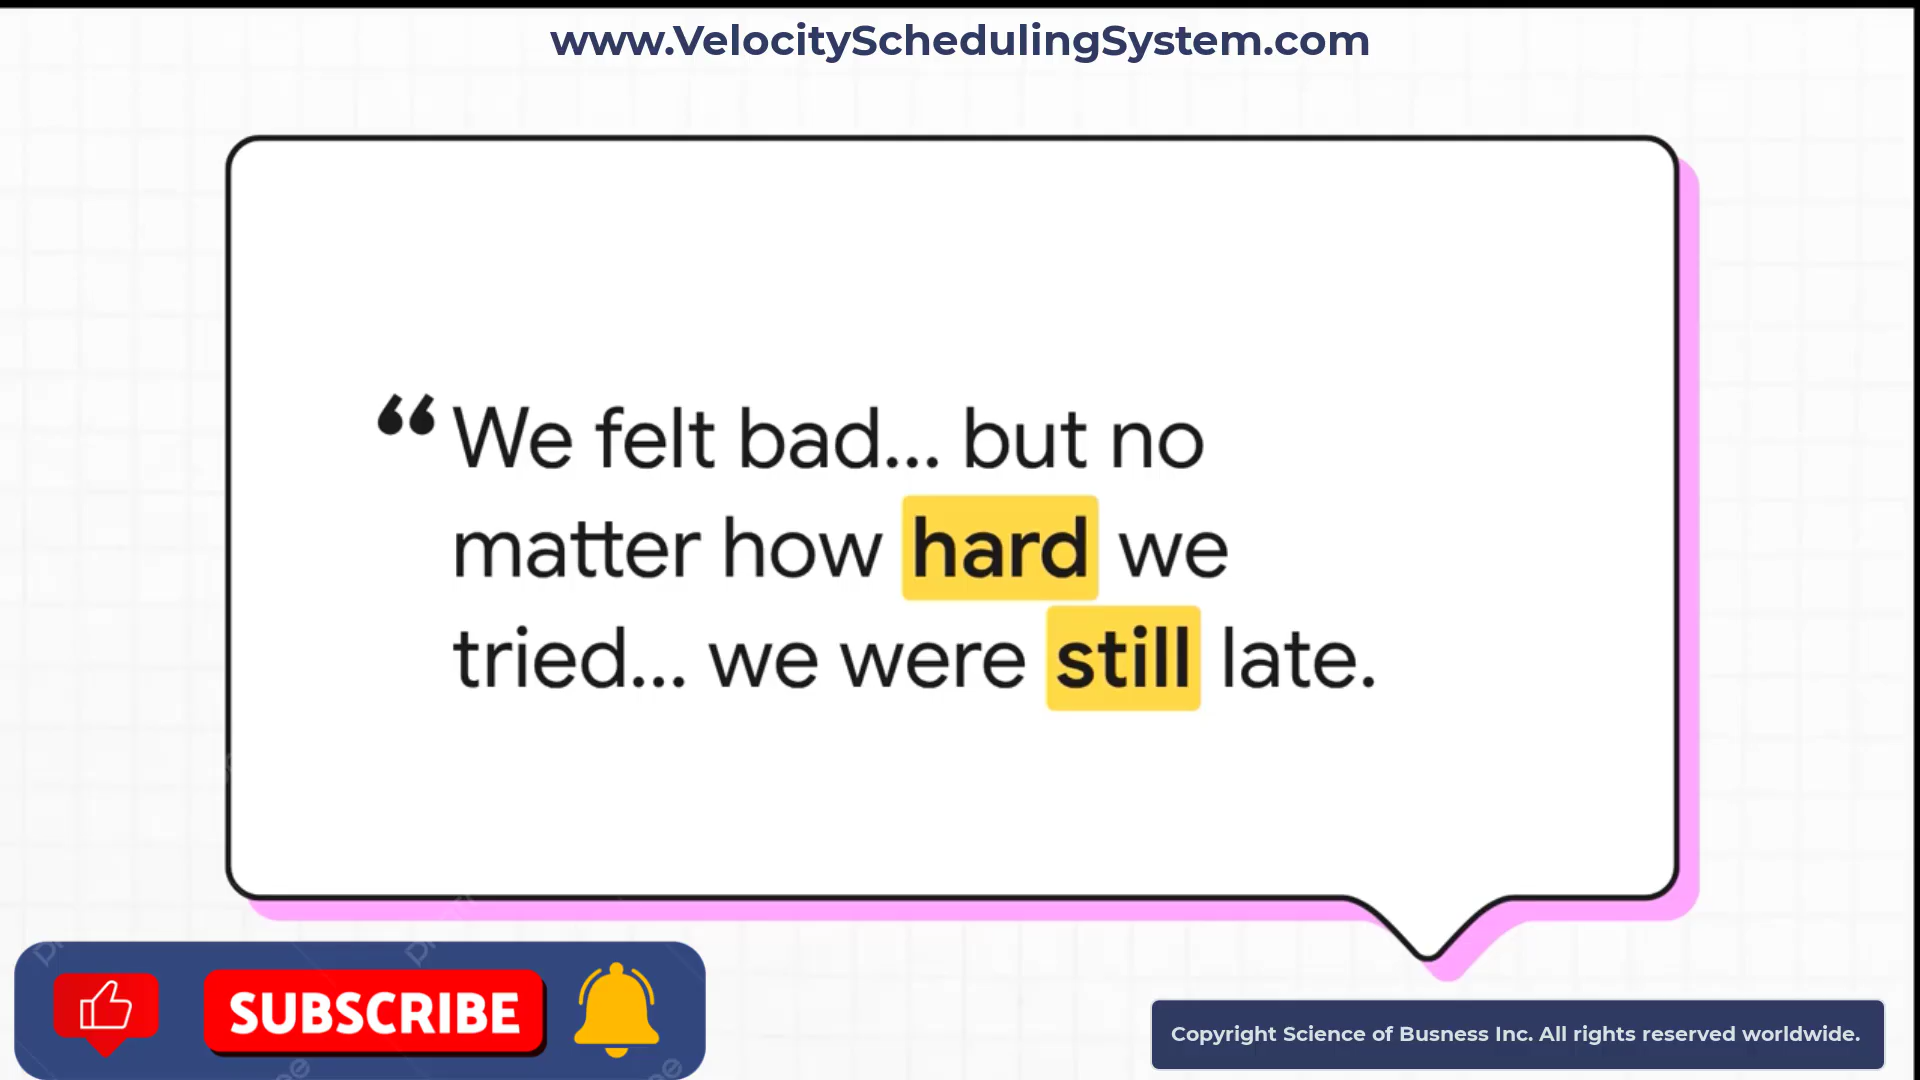 www.VelocitySchedulingSystem.com
“We felt bad... but no
matter how hard we
tried... we were still late.
SUBSCRIBE
Copyright Science of Busness Inc. All rights reserved worldwide.